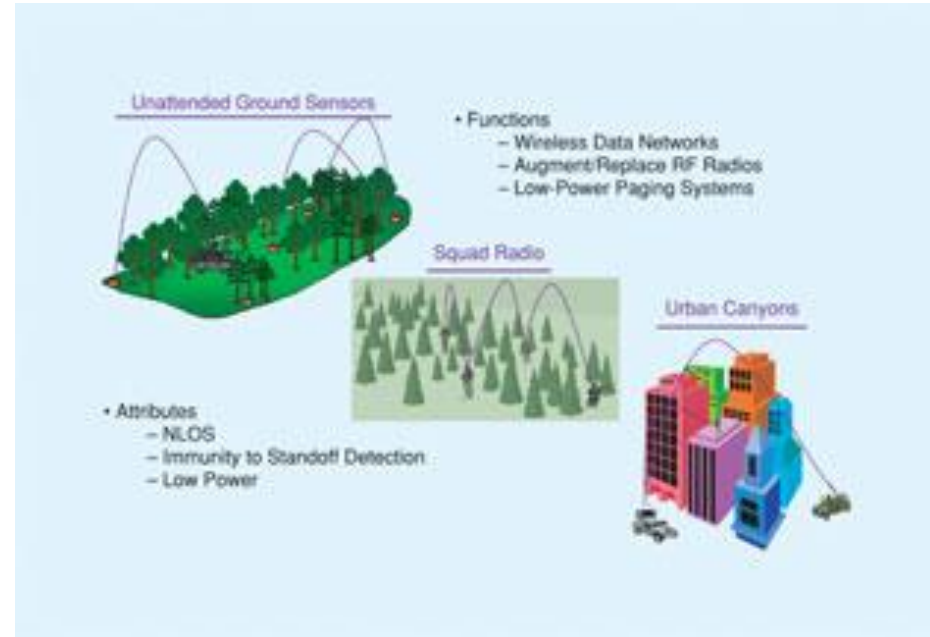 Unattended Ground Sensors
• Functions
– Wireless Data Networks
– Augment/Replace RF Radios
– Low-Power Paging Systems
Squad Radio
Urban Canyons
• Attributes
– NLOS
– Immunity to Standoff Detection
– Low Power